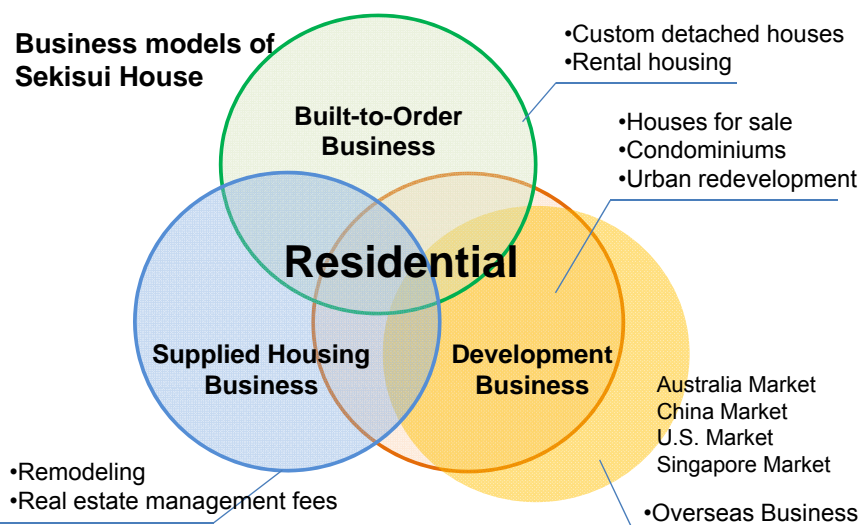 Business models of
Sekisui House
•Custom detached houses
•Rental housing
Built-to-Order
Business
•Houses for sale
•Condominiums
•Urban redevelopment
Residential
Supplied Housing
Business
Development
Business
Australia Market
China Market
U.S. Market
Singapore Market
•Remodeling
•Real estate management fees
•Overseas Business